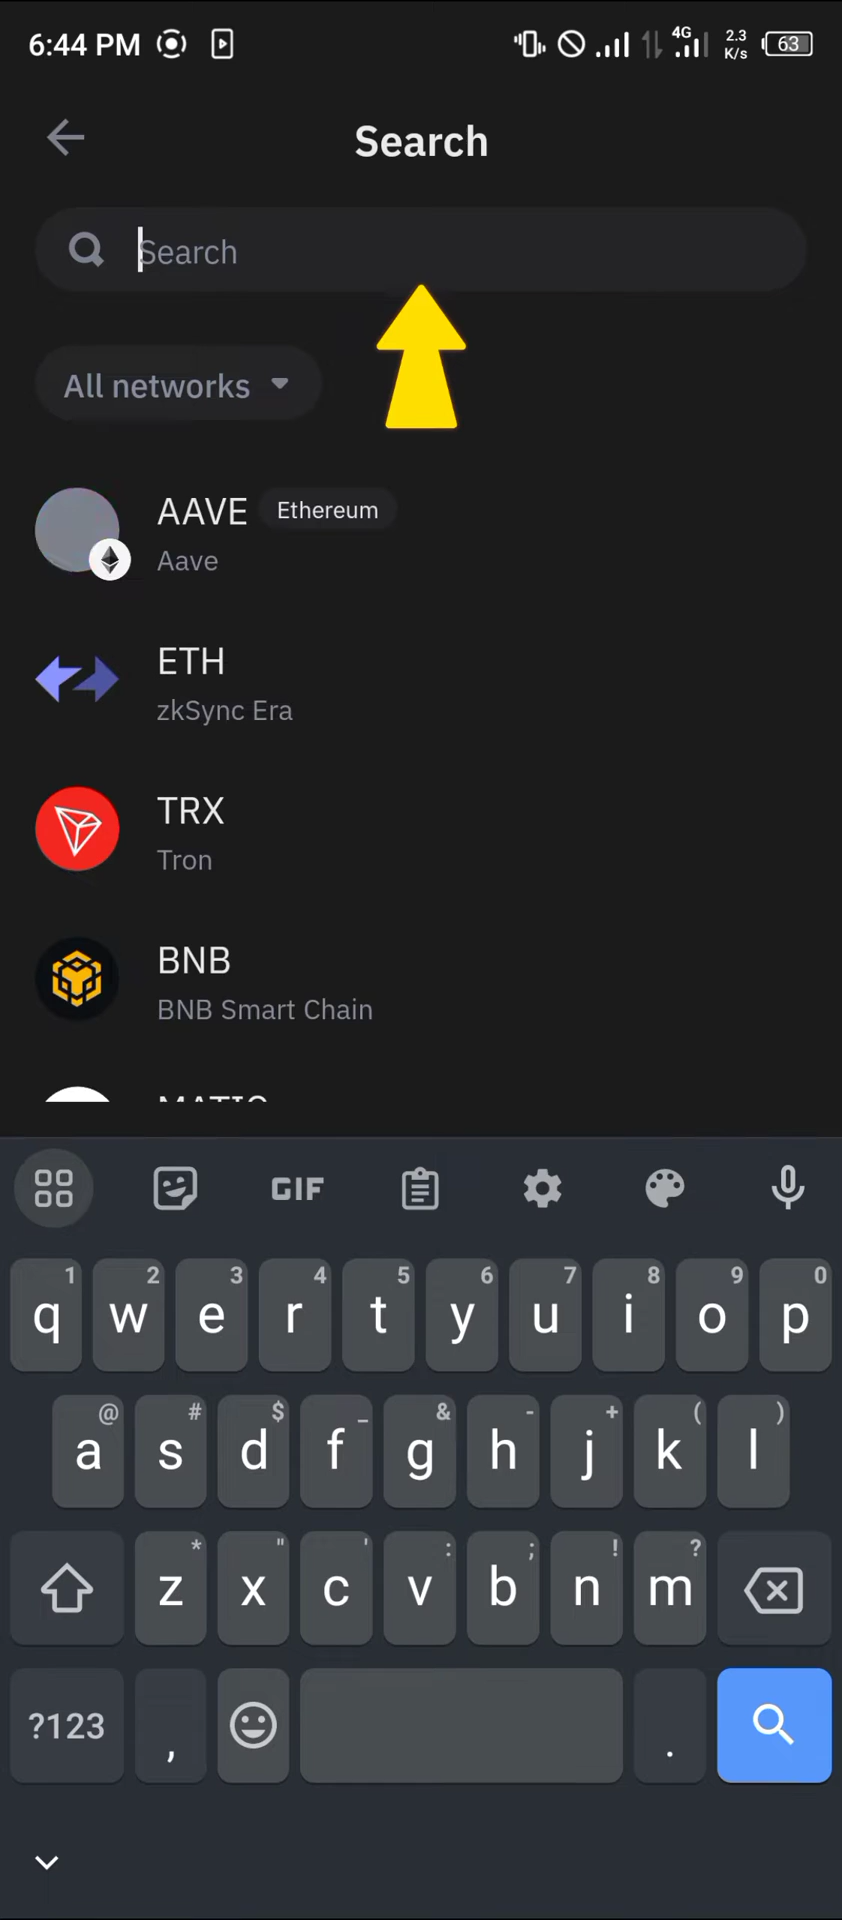 6:44 PM
4G
2.3
K/s
63
Search
Search
All networks
AAVE Ethereum
Aave
ETH
zkSync Era
TRX
Tron
BNB
BNB Smart Chain
MATIC
GIF
1 2 3 4 5 6 7 8 9 0
q w e r t y u i o p
@ # $ _ & - + ( )
a s d f g h j k l
* " ' : ; ! ?
z x c v b n m
?123 , .